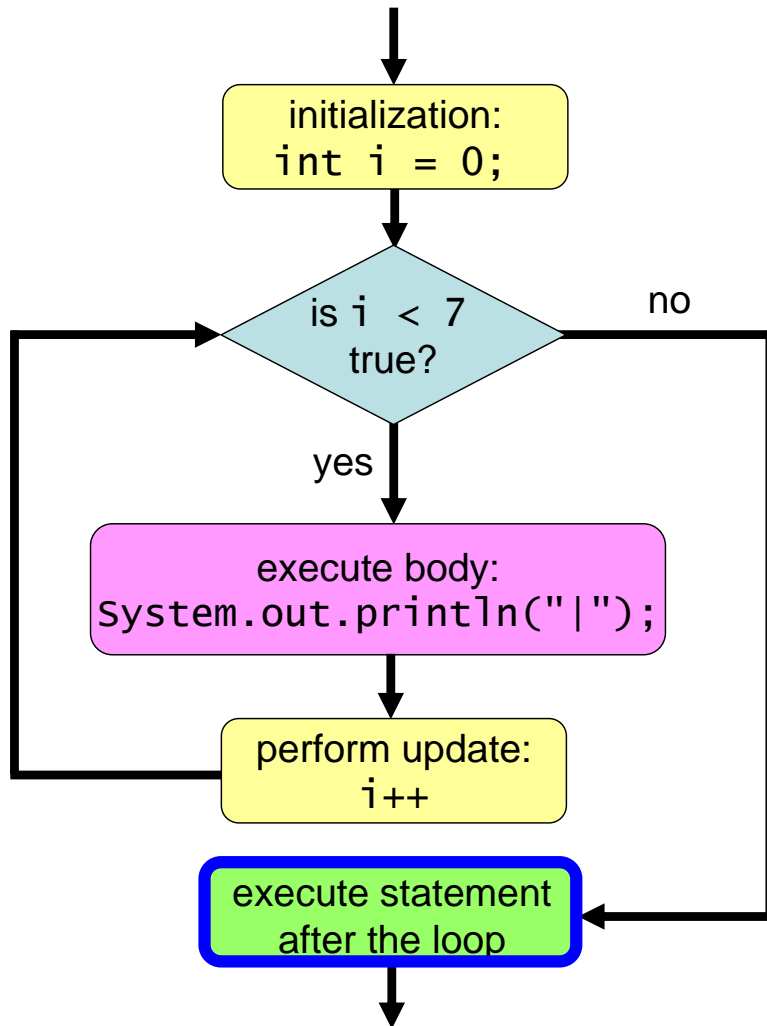 initialization:
int i = 0;
is i < 7
true?
no
yes
execute body:
System.out.println("|");
perform update:
i++
execute statement
after the loop